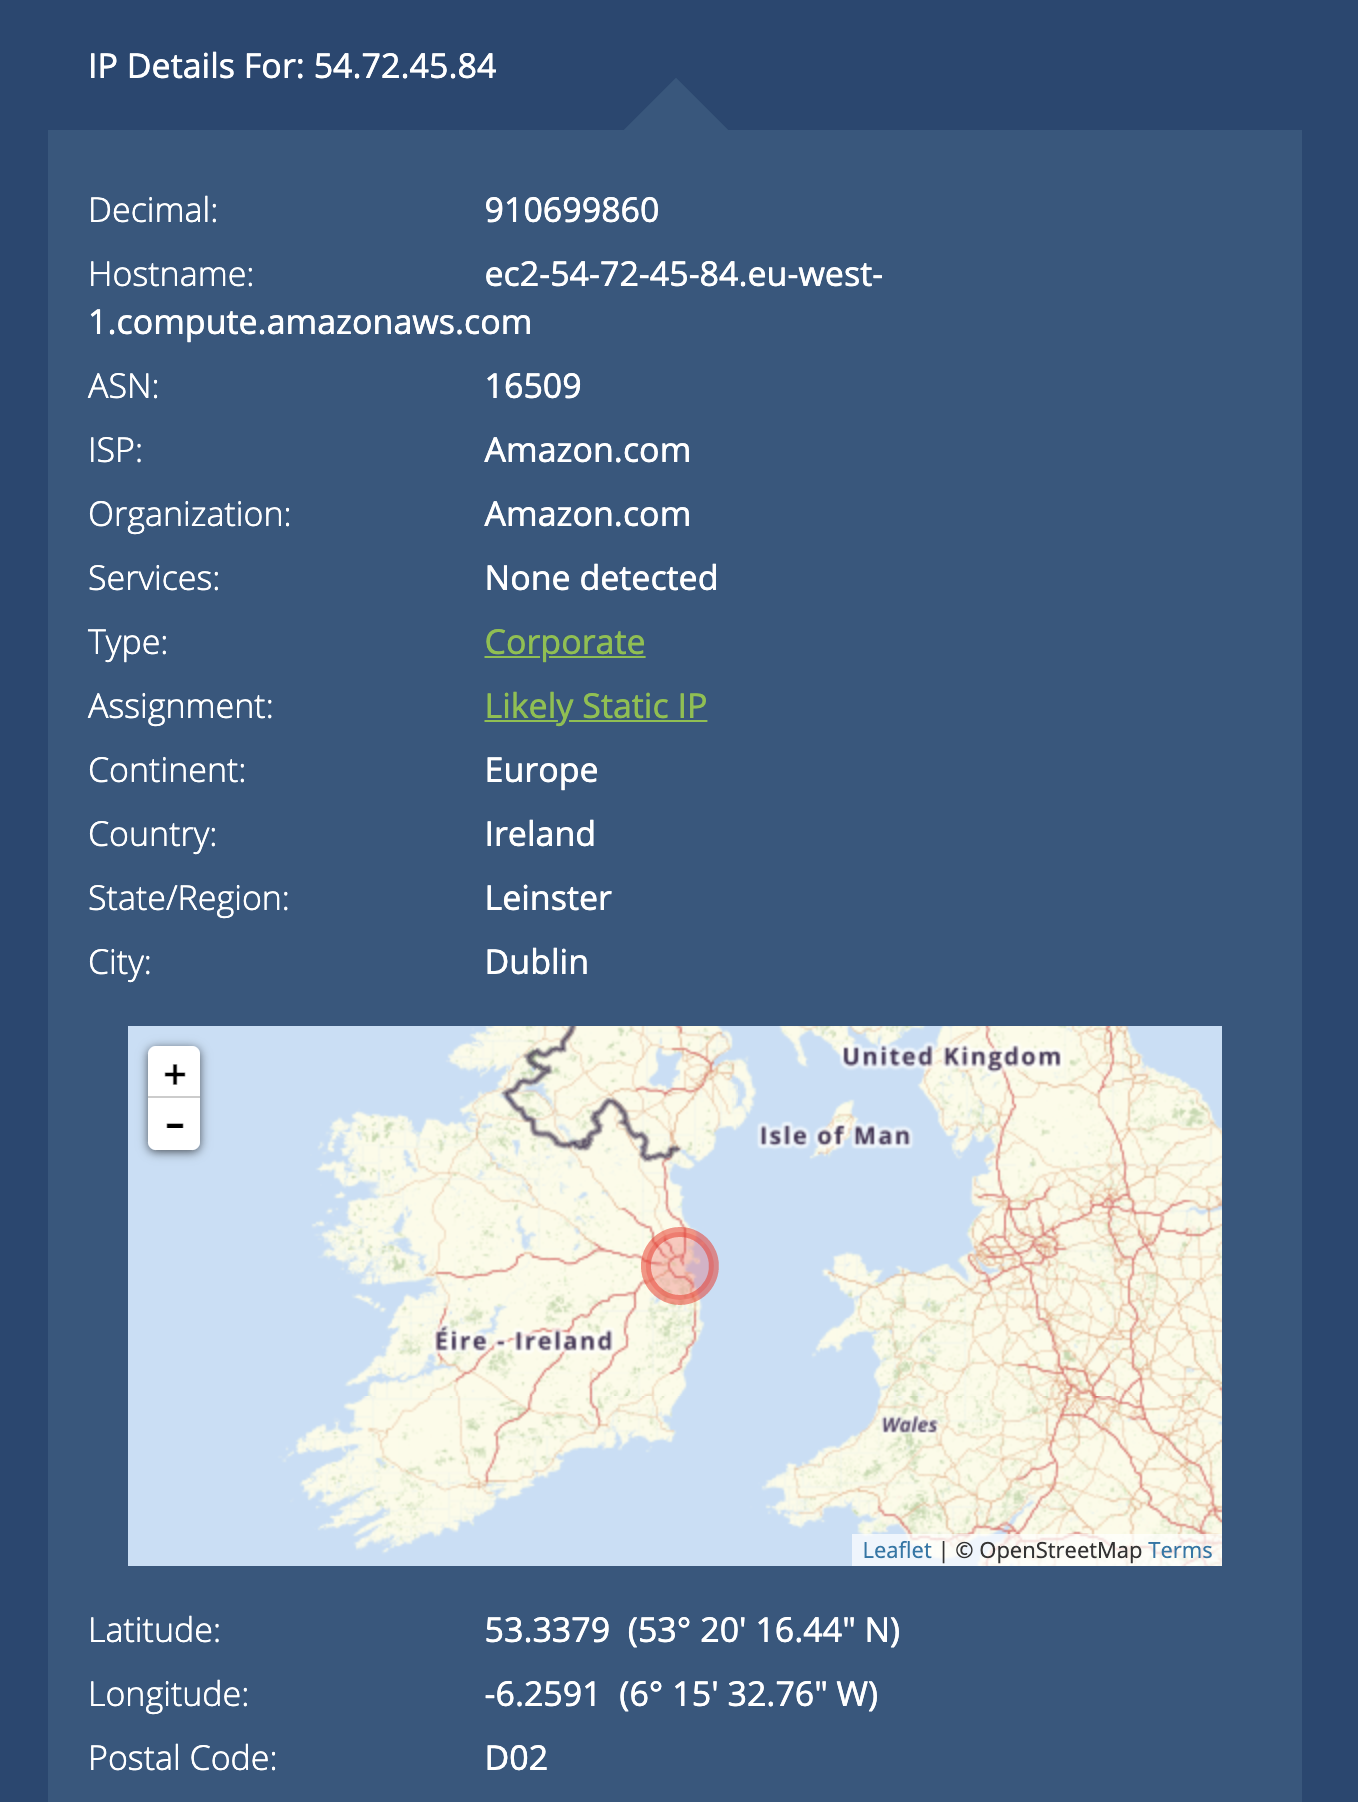 IP Details For: 54.72.45.84
Decimal: 910699860
Hostname: ec2-54-72-45-84.eu-west-
1.compute.amazonaws.com
ASN: 16509
ISP: Amazon.com
Organization: Amazon.com
Services: None detected
Type: Corporate
Assignment: Likely Static IP
Continent: Europe
Country: Ireland
State/Region: Leinster
City: Dublin
+
−
United Kingdom
Isle of Man
Éire - Ireland
Wales
Leaflet | © OpenStreetMap Terms
Latitude: 53.3379 (53° 20' 16.44" N)
Longitude: -6.2591 (6° 15' 32.76" W)
Postal Code: D02